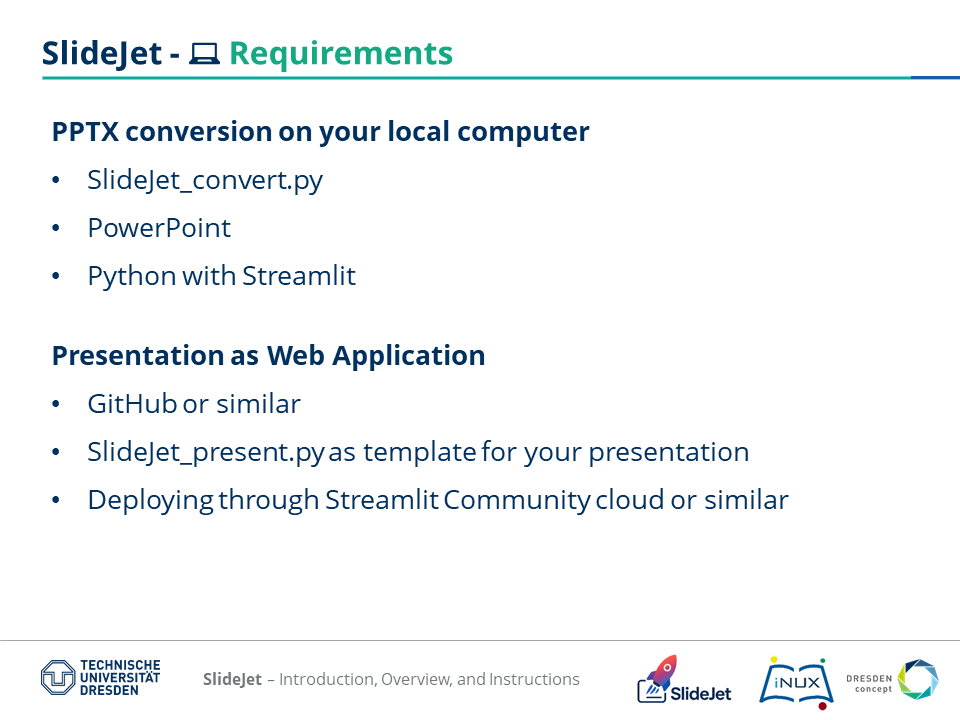 SlideJet - 💻 Requirements
PPTX conversion on your local computer
• SlideJet_convert.py
• PowerPoint
• Python with Streamlit
Presentation as Web Application
• GitHub or similar
• SlideJet_present.py as template for your presentation
• Deploying through Streamlit Community cloud or similar
TECHNISCHE
UNIVERSITÄT
DRESDEN
SlideJet – Introduction, Overview, and Instructions
SlideJet
iNUX
DRESDEN
concept